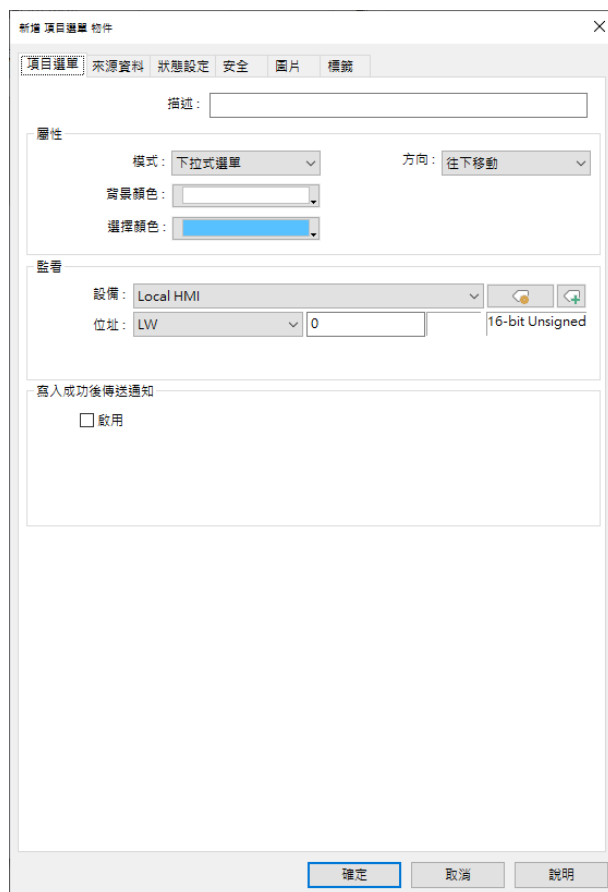 新增 項目選單 物件
項目選單 來源資料 狀態設定 安全 圖片 標籤
描述 :
屬性
模式 : 下拉式選單 方向 : 往下移動
背景顏色 :
選擇顏色 :
監看
設備 : Local HMI
位址 : LW 0 16-bit Unsigned
寫入成功後傳送通知
啟用
確定 取消 說明